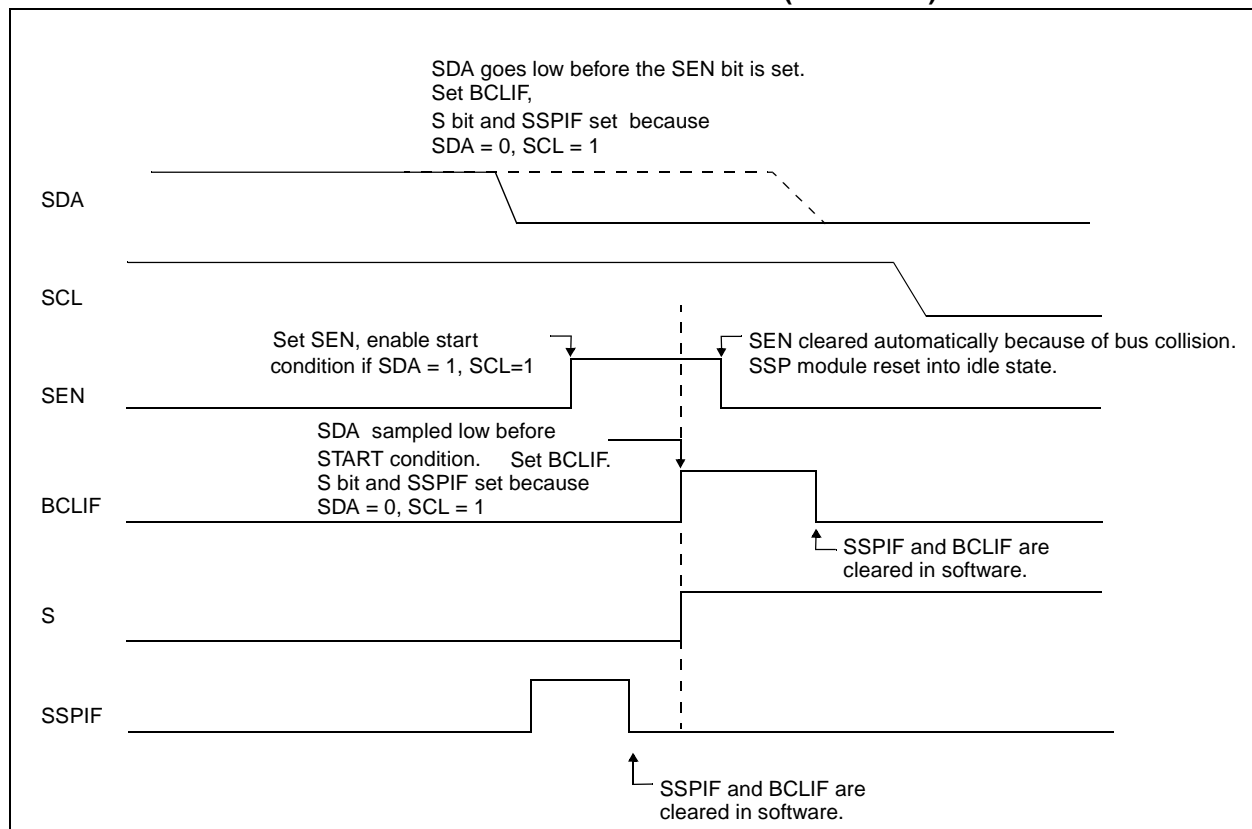 SDA goes low before the SEN bit is set.
Set BCLIF,
S bit and SSPIF set because
SDA = 0, SCL = 1
SDA
SCL
Set SEN, enable start
condition if SDA = 1, SCL=1
SEN cleared automatically because of bus collision.
SSP module reset into idle state.
SEN
SDA sampled low before
START condition. Set BCLIF.
S bit and SSPIF set because
SDA = 0, SCL = 1
BCLIF
SSPIF and BCLIF are
cleared in software.
S
SSPIF
SSPIF and BCLIF are
cleared in software.